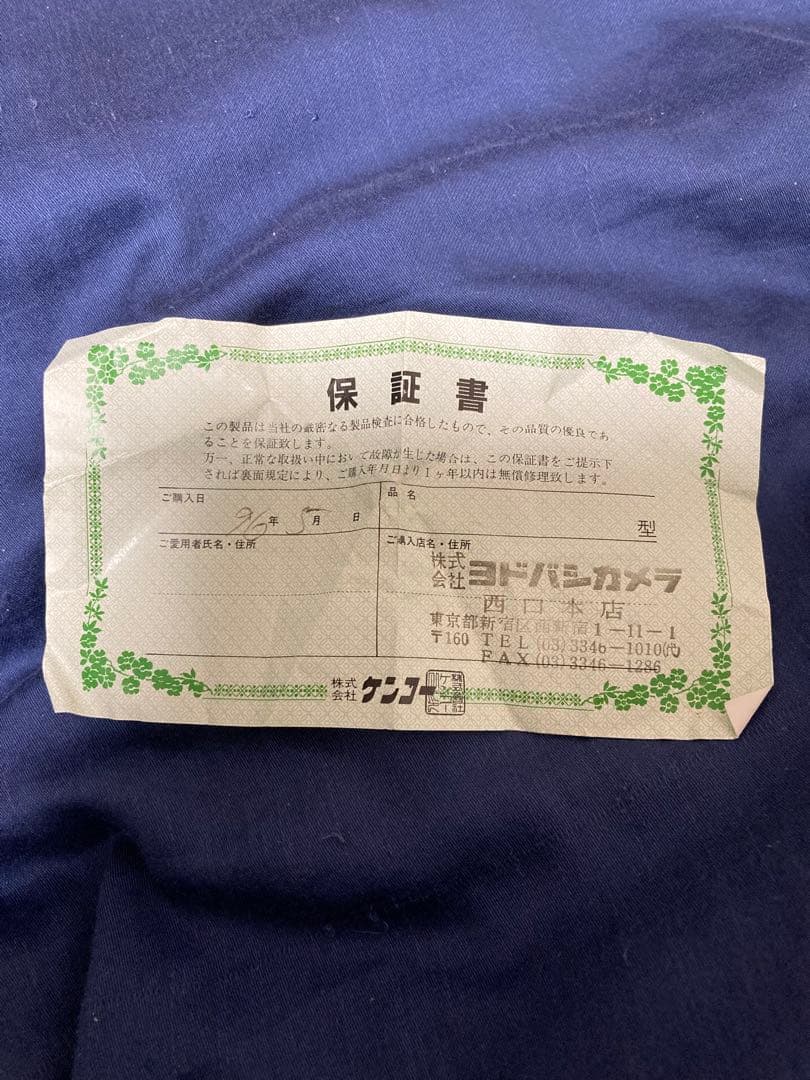 保証書
この製品は当社の厳密なる製品検査に合格したもので、その品質の優良であ
ることを保証致します。
万一、正常な取扱い中において故障が生じた場合は、この保証書をご提示下
されば裏面規定により、ご購入年月日より1ヶ年以内は無償修理致します。
ご購入日
96年 5月 日
品名
型
ご愛用者氏名・住所
ご購入店名・住所
株式会社 ヨドバシカメラ
西口本店
東京都新宿区西新宿1-11-1
〒160 TEL (03) 3346-1010(代)
FAX (03) 3346-1286
株式会社 ケンコー